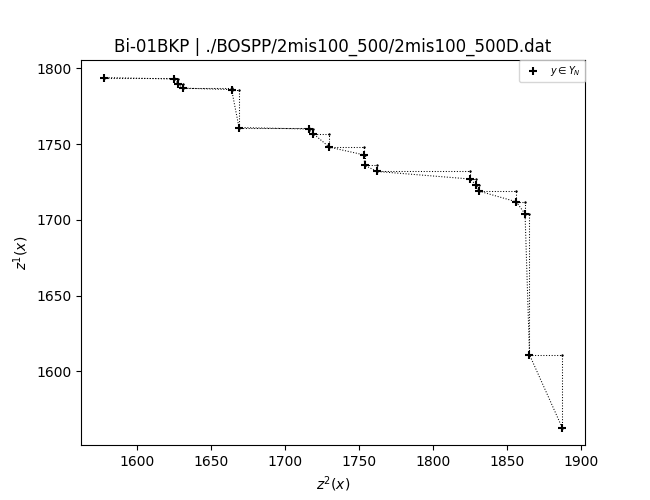 Bi-01BKP | ./BOSPP/2mis100_500/2mis100_500D.dat
y ∈ Y_N
1800
1750
1700
1650
1600
z^1(x)
1600 1650 1700 1750 1800 1850 1900
z^2(x)